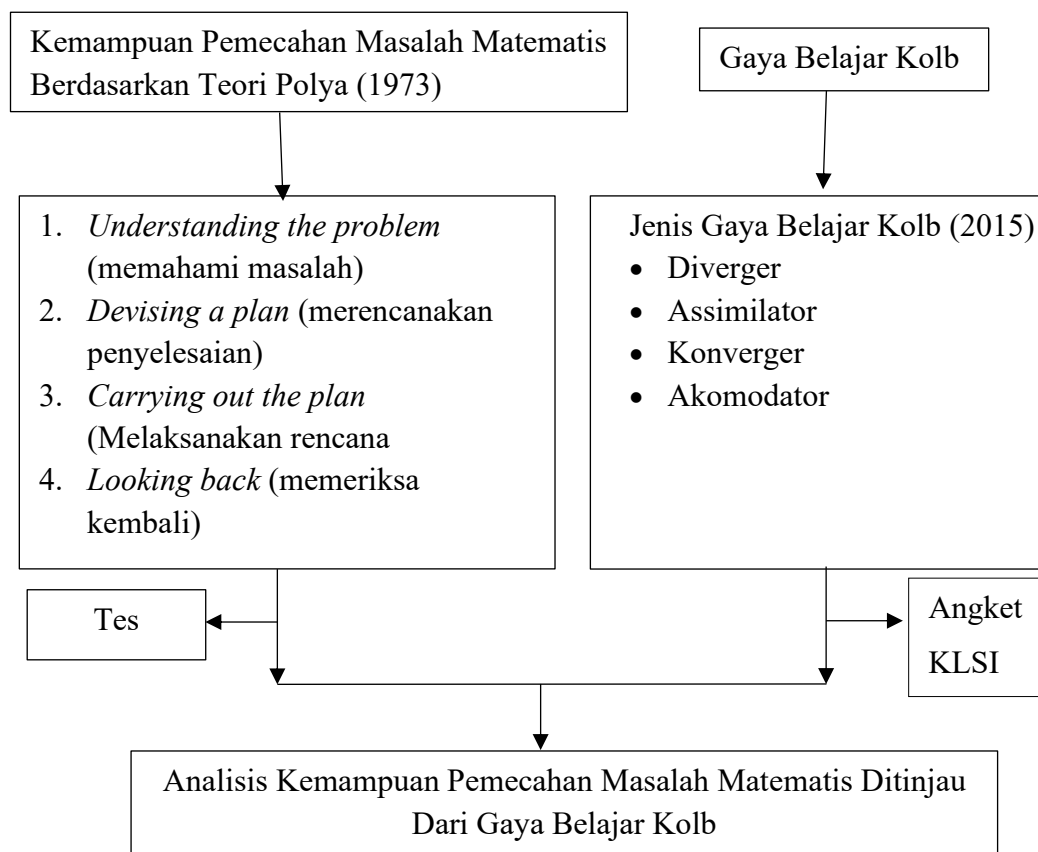 Kemampuan Pemecahan Masalah Matematis
Berdasarkan Teori Polya (1973)
Gaya Belajar Kolb
1. Understanding the problem
(memahami masalah)
2. Devising a plan (merencanakan
penyelesaian)
3. Carrying out the plan
(Melaksanakan rencana
4. Looking back (memeriksa
kembali)
Jenis Gaya Belajar Kolb (2015)
• Diverger
• Assimilator
• Konverger
• Akomodator
Tes
Angket
KLSI
Analisis Kemampuan Pemecahan Masalah Matematis Ditinjau
Dari Gaya Belajar Kolb